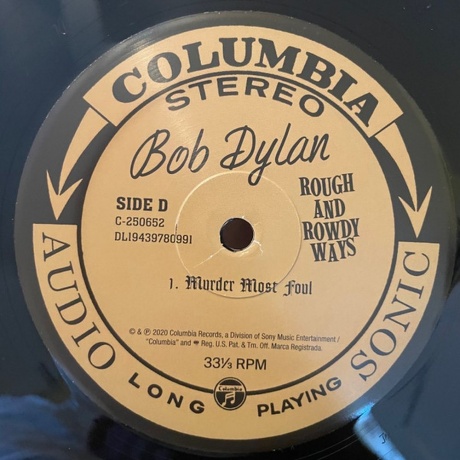 COLUMBIA
STEREO
Bob Dylan
SIDE D
C-250652
DL19439780991
ROUGH
AND
ROWDY
WAYS
1. Murder Most Foul
© & ℗ 2020 Columbia Records, a Division of Sony Music Entertainment /
"Columbia" and Reg. U.S. Pat. & Tm. Off. Marca Registrada.
33⅓ RPM
AUDIO
SONIC
LONG
Columbia
PLAYING